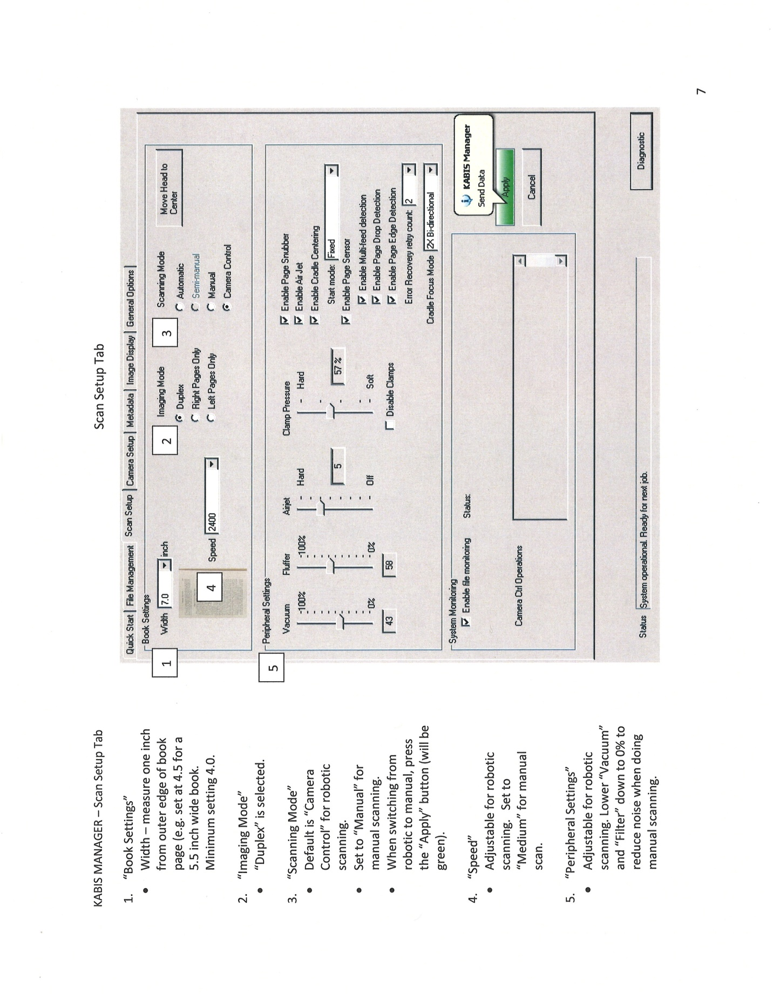 KABIS MANAGER – Scan Setup Tab
1. “Book Settings”
• Width – measure one inch
from outer edge of book
page (e.g. set at 4.5 for a
5.5 inch wide book.
Minimum setting 4.0.
2. “Imaging Mode”
• “Duplex” is selected.
3. “Scanning Mode”
• Default is “Camera
Control” for robotic
scanning.
• Set to “Manual” for
manual scanning.
• When switching from
robotic to manual, press
the “Apply” button (will be
green).
4. “Speed”
• Adjustable for robotic
scanning. Set to
“Medium” for manual
scan.
5. “Peripheral Settings”
• Adjustable for robotic
scanning. Lower “Vacuum”
and “Filter” down to 0% to
reduce noise when doing
manual scanning.
Scan Setup Tab
Quick Start File Management Scan Setup Camera Setup Metadata Image Display General Options
1
Book Settings
Width 7.0 inch
4
Speed 2400
2
Imaging Mode
Duplex
Right Pages Only
Left Pages Only
3
Scanning Mode
Automatic
Semi-manual
Manual
Camera Control
Move Head to
Center
5
Peripheral Settings
Vacuum
-100%
-0%
43
Fluffer
-100%
-0%
58
Airjet
Hard
5
Off
Clamp Pressure
Hard
57 %
Soft
Disable Clamps
Enable Page Snubber
Enable Air Jet
Enable Cradle Centering
Start mode: Fixed
Enable Page Sensor
Enable Multi-feed detection
Enable Page Drop Detection
Enable Page Edge Detection
Error Recovery retry count: 2
Cradle Focus Mode 2X Bi-directional
System Monitoring
Enable file monitoring Status:
Camera Ctrl Operations
KABIS Manager
Send Data
Apply
Cancel
Status System operational. Ready for next job.
Diagnostic
7